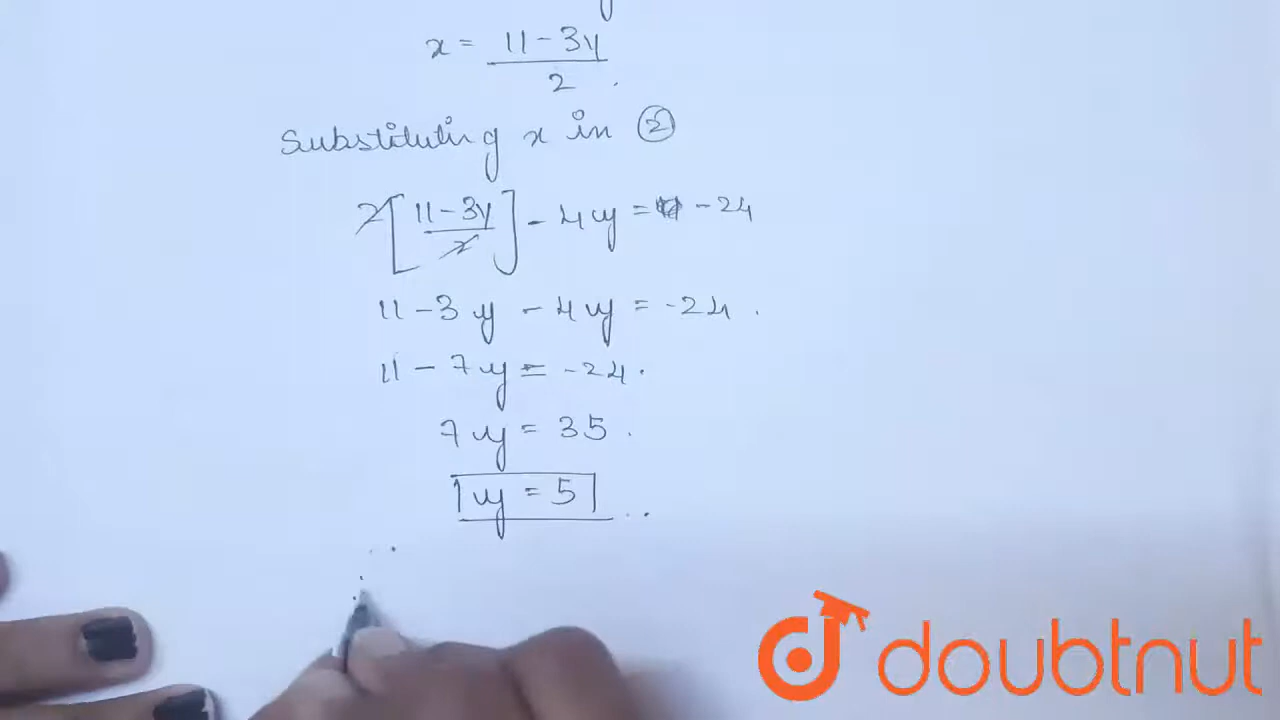 x = 11 - 3y / 2 .
Substituting x in ②
2 [ 11 - 3y / 2 ] - 4y = - 24
11 - 3y - 4y = -24 .
11 - 7y = -24 .
7y = 35 .
y = 5
doubtnut